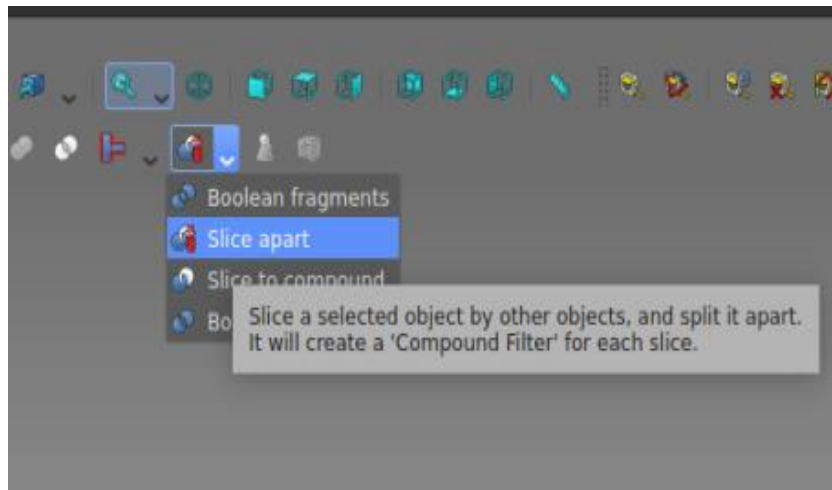 Boolean fragments
Slice apart
Slice to compound
Bo
Slice a selected object by other objects, and split it apart.
It will create a 'Compound Filter' for each slice.